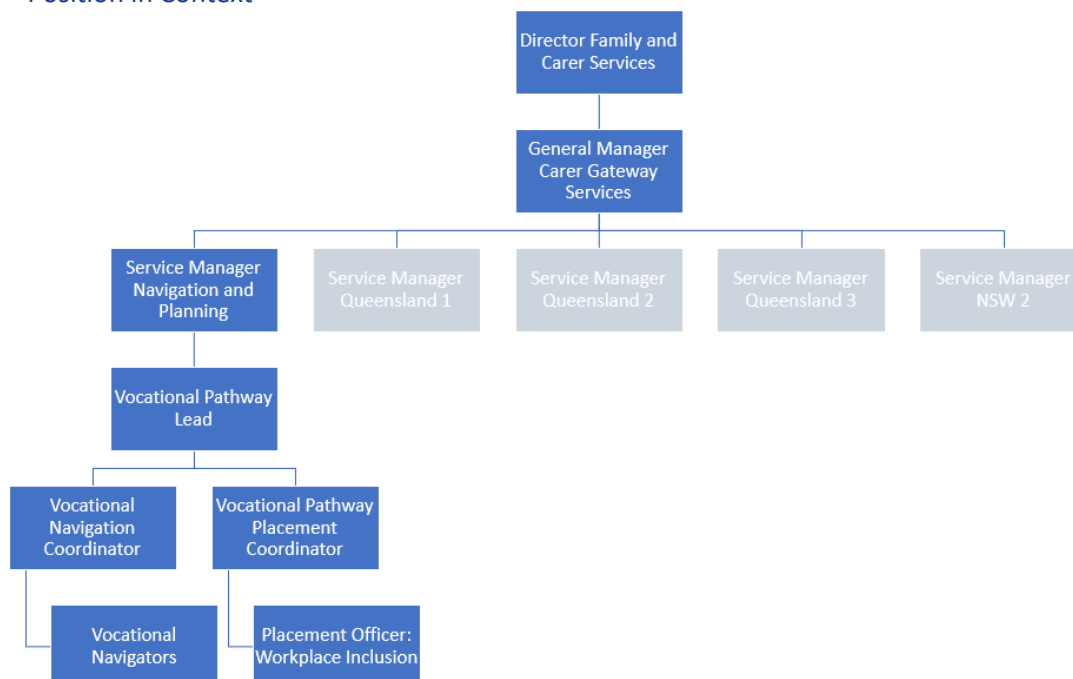 Position in Context
Director Family and
Carer Services
General Manager
Carer Gateway
Services
Service Manager
Navigation and
Planning
Service Manager
Queensland 1
Service Manager
Queensland 2
Service Manager
Queensland 3
Service Manager
NSW 2
Vocational Pathway
Lead
Vocational
Navigation
Coordinator
Vocational Pathway
Placement
Coordinator
Vocational
Navigators
Placement Officer:
Workplace Inclusion